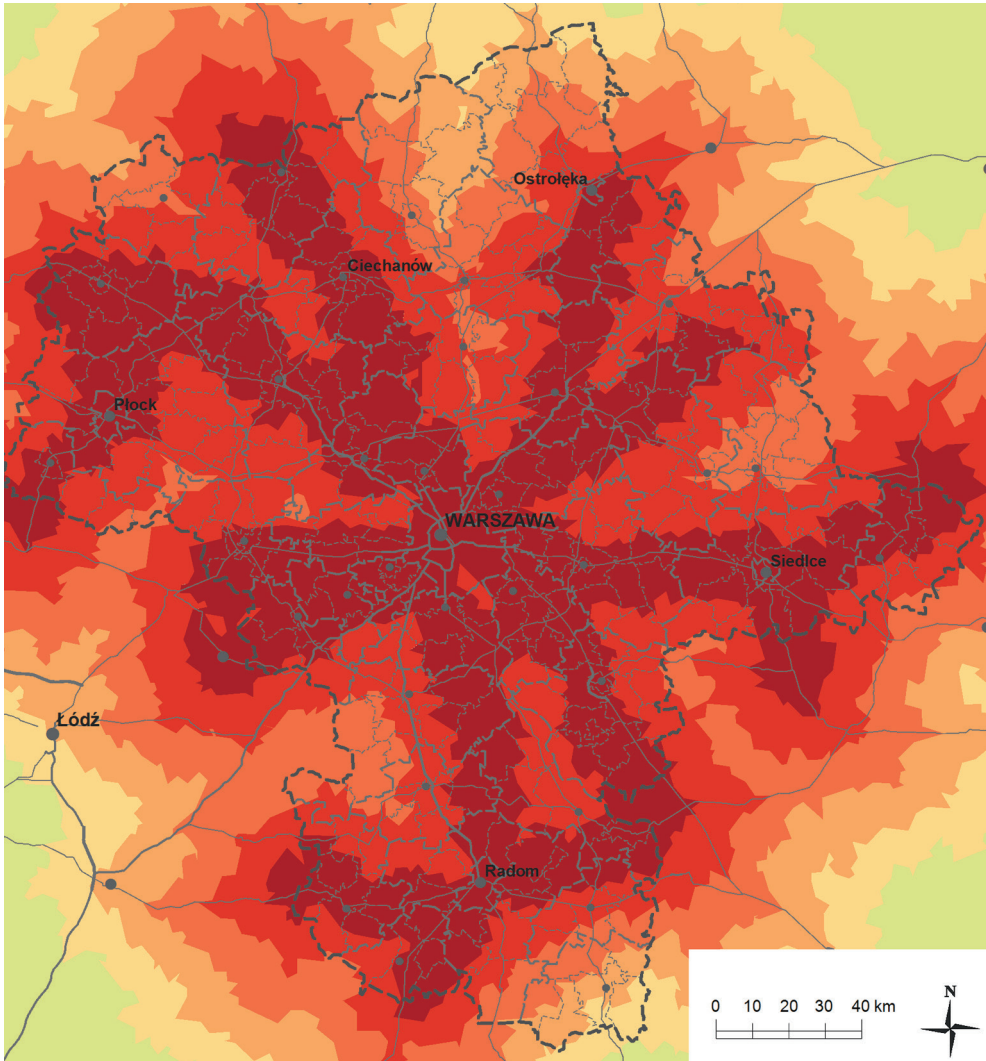 Ostrołęka
Ciechanów
Płock
WARSZAWA
Siedlce
Łódź
Radom
0 10 20 30 40 km
N